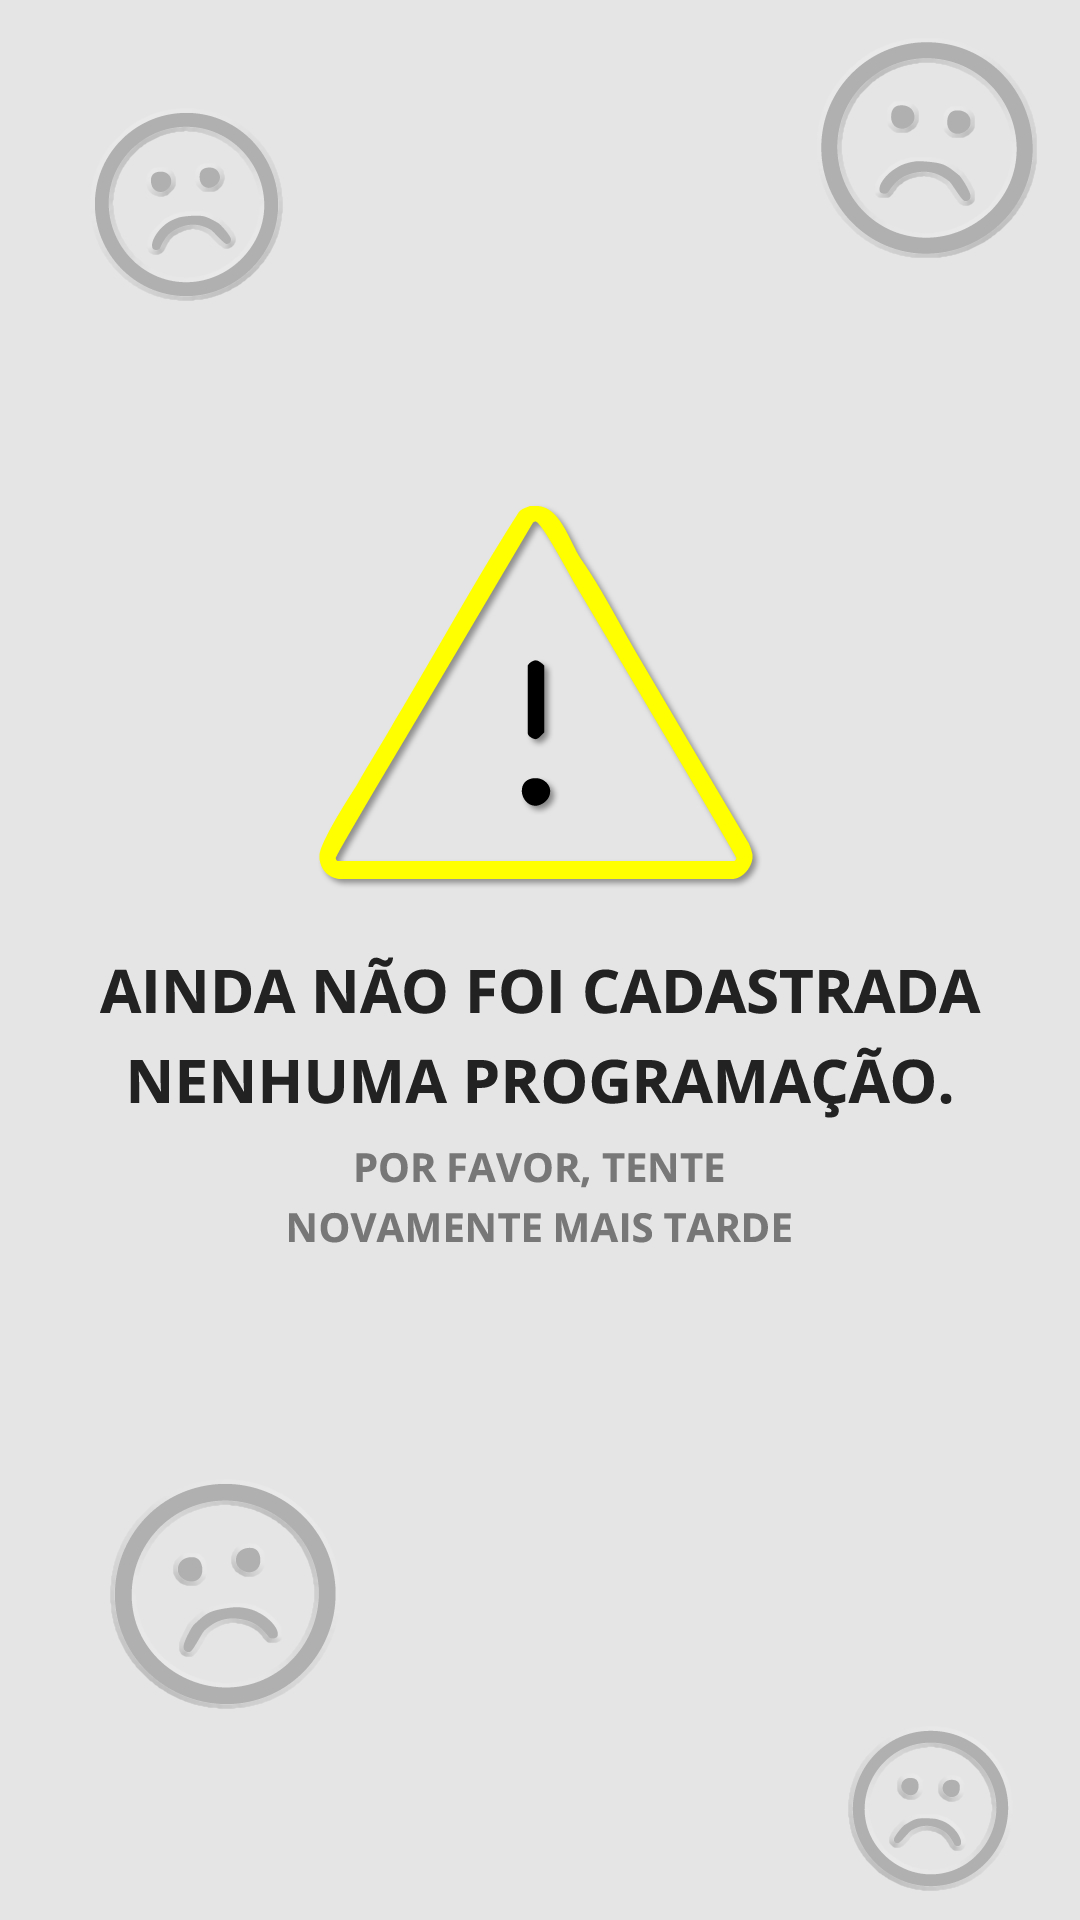 AINDA NÃO FOI CADASTRADA
NENHUMA PROGRAMAÇÃO.
POR FAVOR, TENTE
NOVAMENTE MAIS TARDE